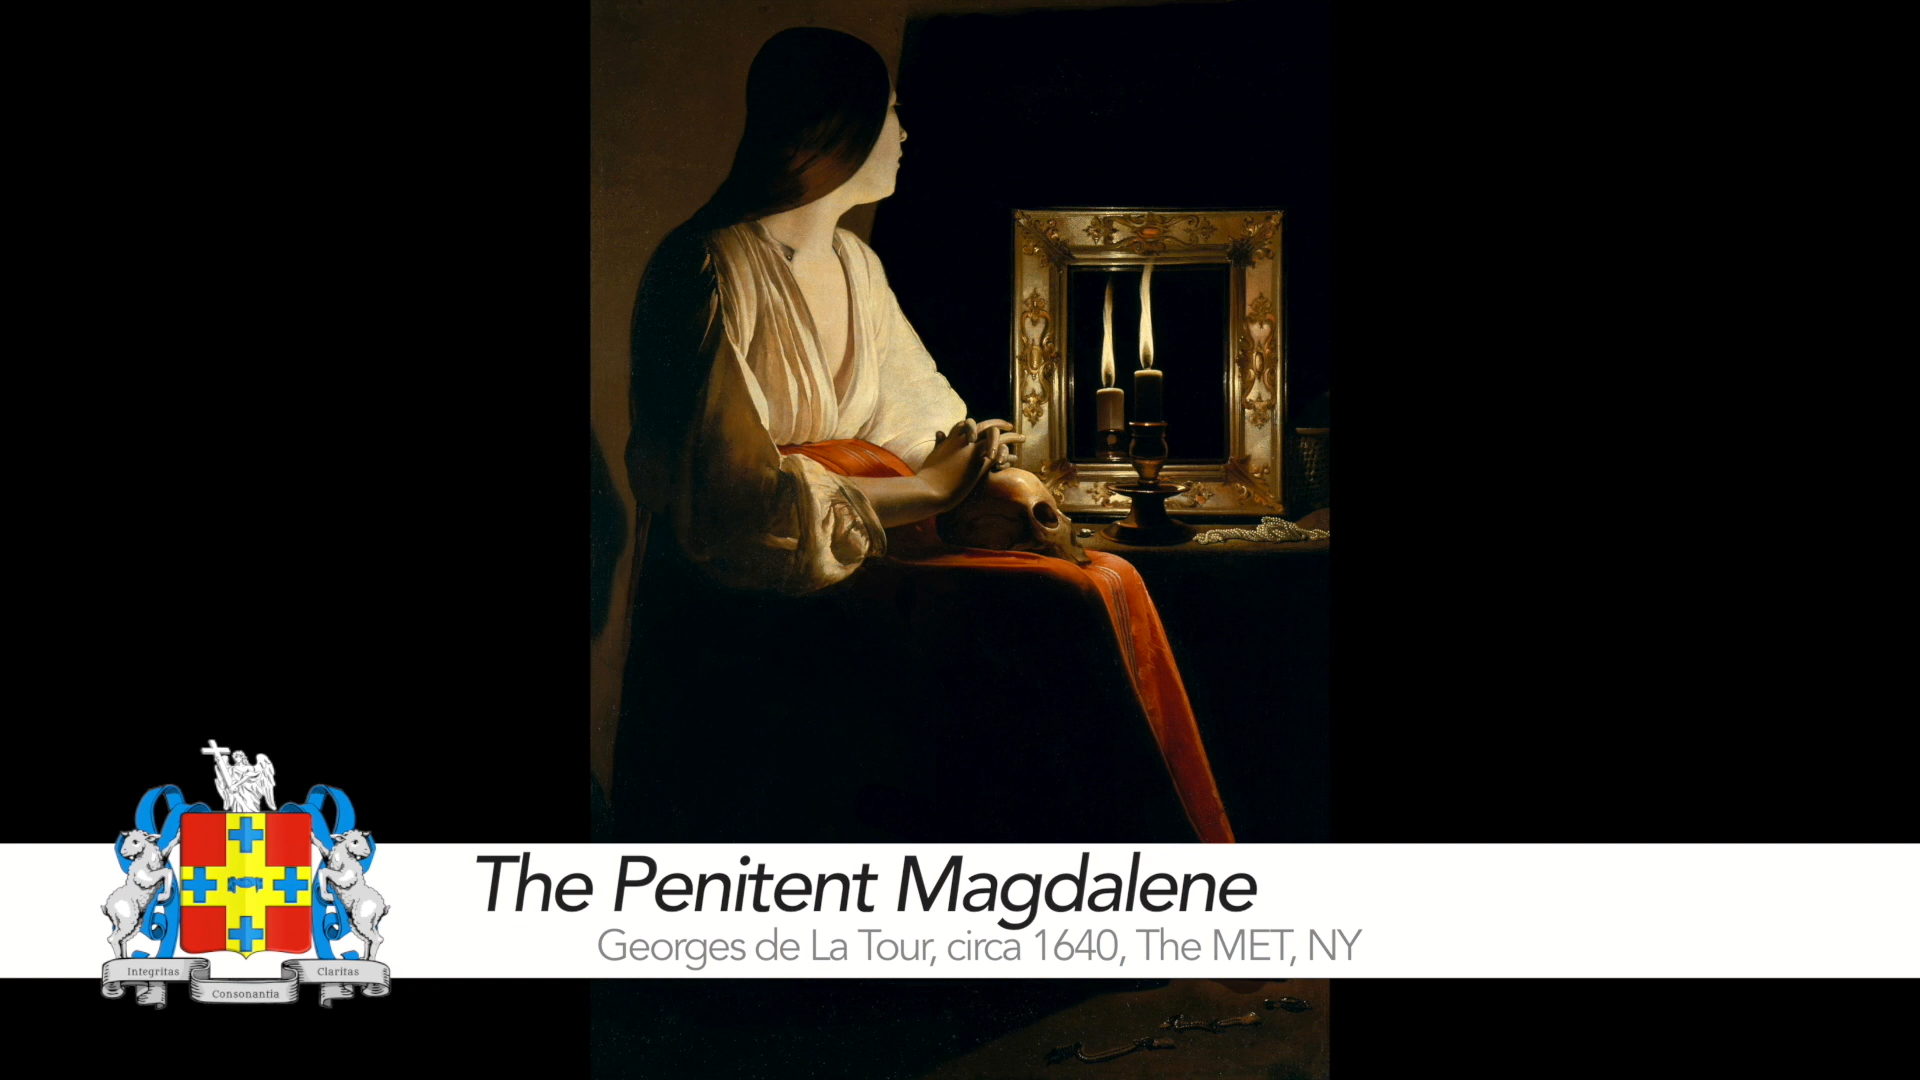 The Penitent Magdalene
Georges de La Tour, circa 1640, The MET, NY
Integritas
Consonantia
Claritas